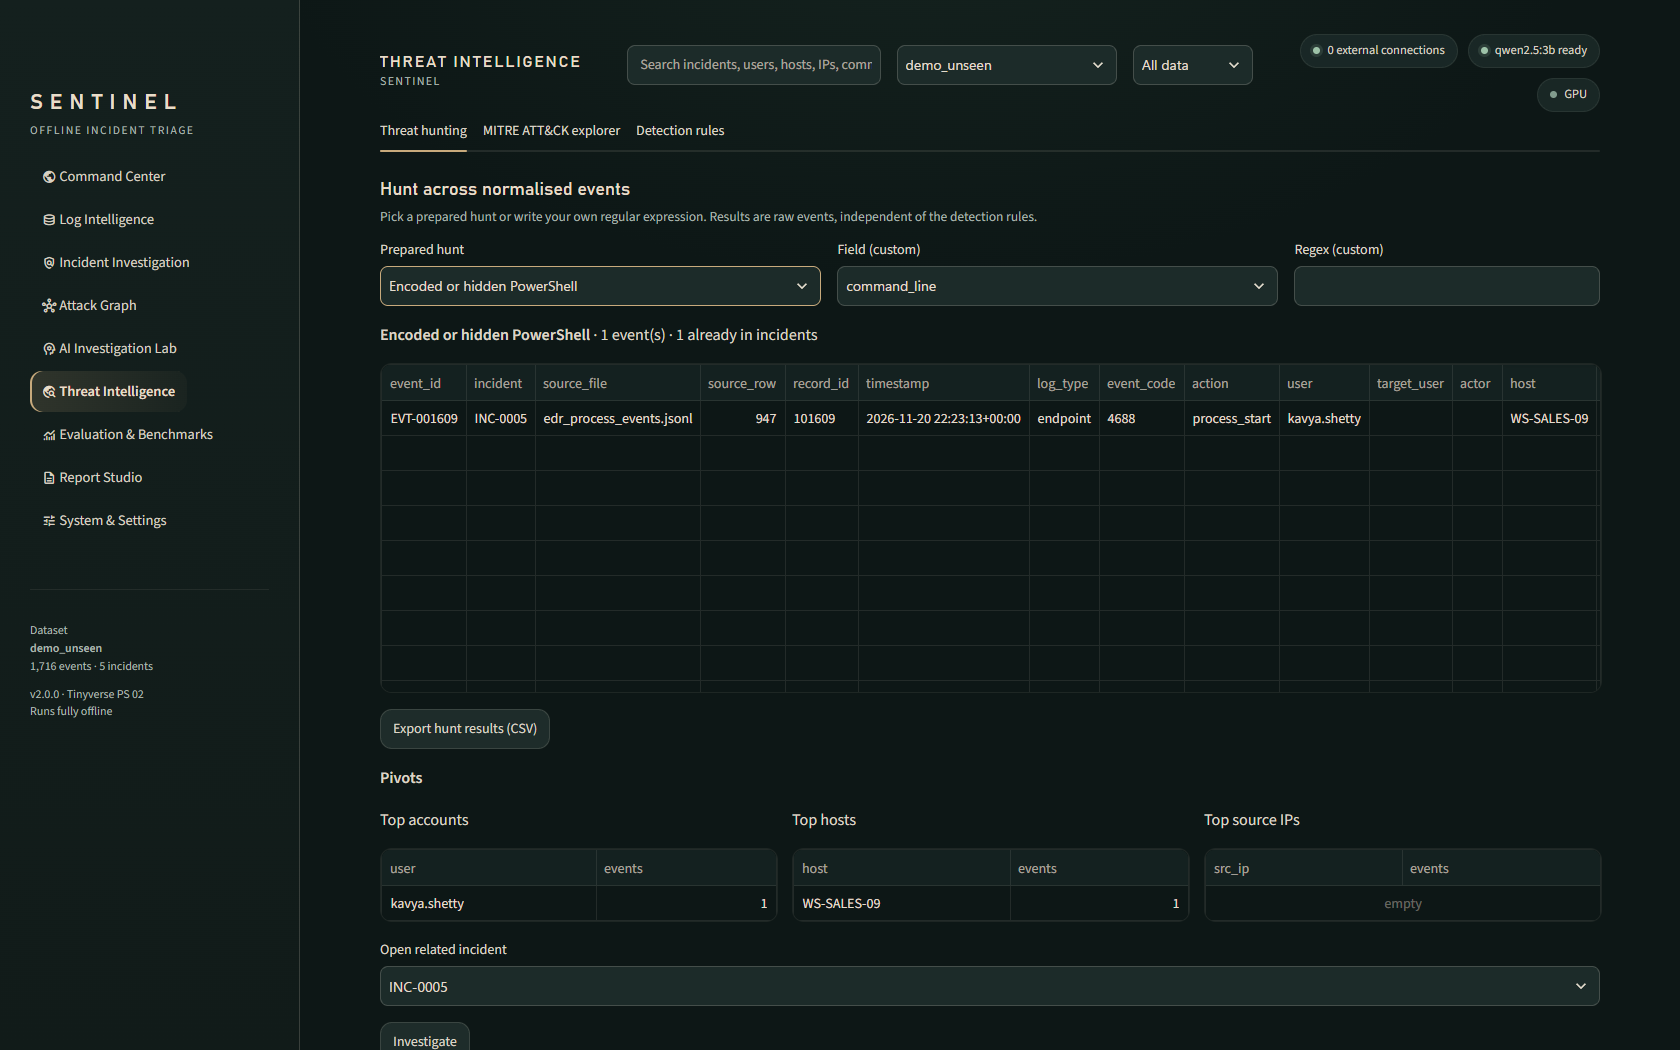 SENTINEL
OFFLINE INCIDENT TRIAGE
Command Center
Log Intelligence
Incident Investigation
Attack Graph
AI Investigation Lab
Threat Intelligence
Evaluation & Benchmarks
Report Studio
System & Settings
Dataset
demo_unseen
1,716 events · 5 incidents
v2.0.0 · Tinyverse PS 02
Runs fully offline
THREAT INTELLIGENCE
SENTINEL
Search incidents, users, hosts, IPs, comr
demo_unseen
All data
0 external connections
qwen2.5:3b ready
GPU
Threat hunting MITRE ATT&CK explorer Detection rules
Hunt across normalised events
Pick a prepared hunt or write your own regular expression. Results are raw events, independent of the detection rules.
Prepared hunt Field (custom) Regex (custom)
Encoded or hidden PowerShell command_line
Encoded or hidden PowerShell · 1 event(s) · 1 already in incidents
event_id incident source_file source_row record_id timestamp log_type event_code action user target_user actor host
EVT-001609 INC-0005 edr_process_events.jsonl 947 101609 2026-11-20 22:23:13+00:00 endpoint 4688 process_start kavya.shetty WS-SALES-09
Export hunt results (CSV)
Pivots
Top accounts Top hosts Top source IPs
user events host events src_ip events
kavya.shetty 1 WS-SALES-09 1 empty
Open related incident
INC-0005
Investigate